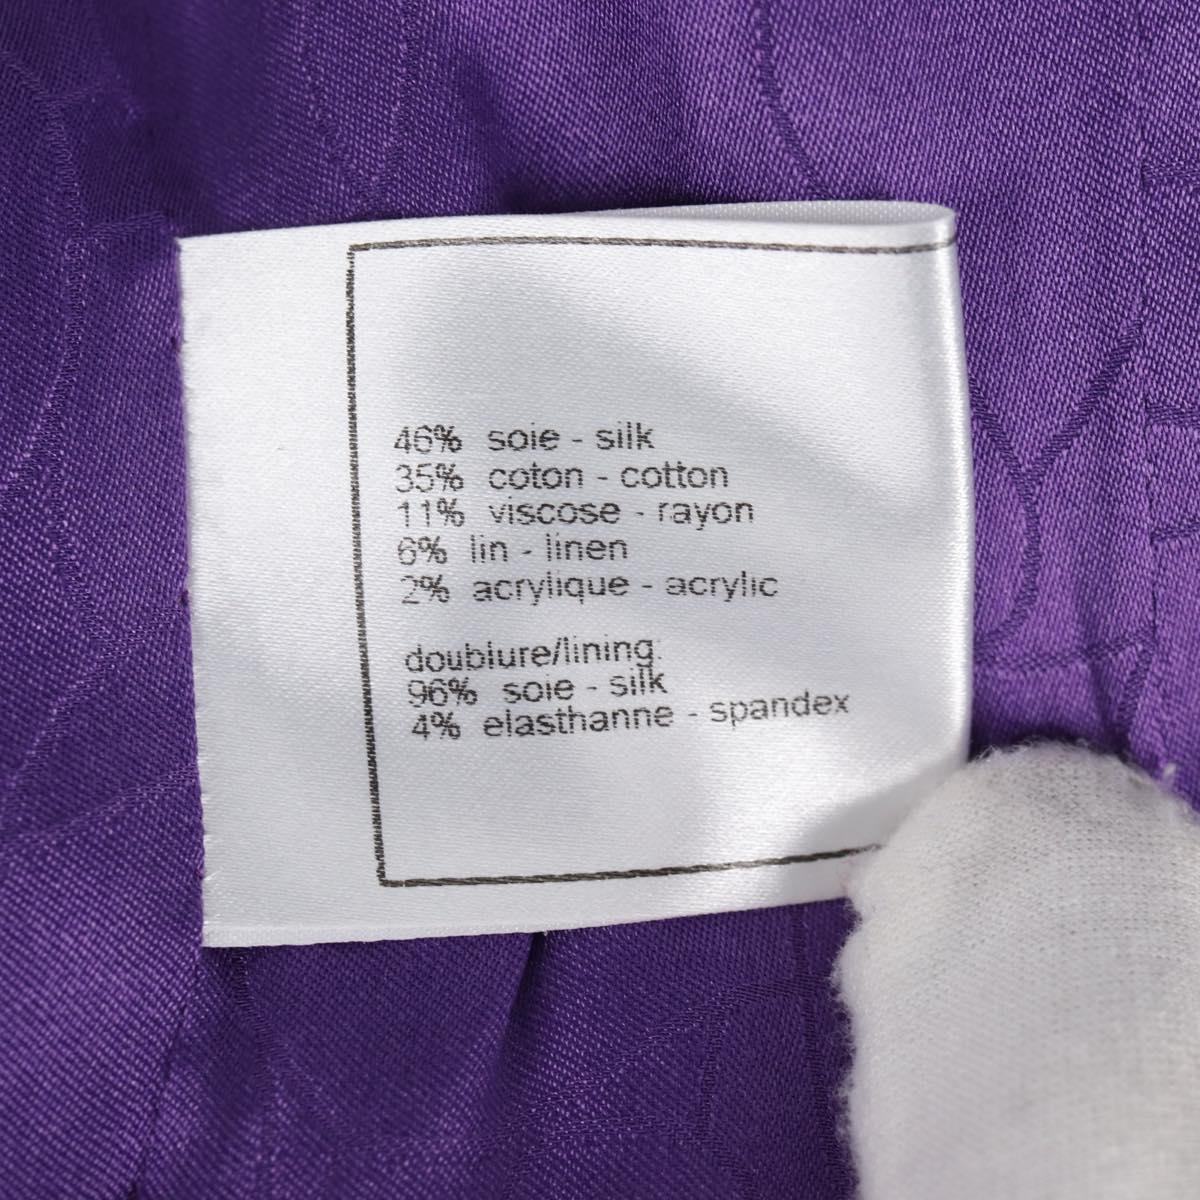 46% soie - silk
35% coton - cotton
11% viscose - rayon
6% lin - linen
2% acrylique - acrylic
doublure/lining:
96% soie - silk
4% elasthanne - spandex